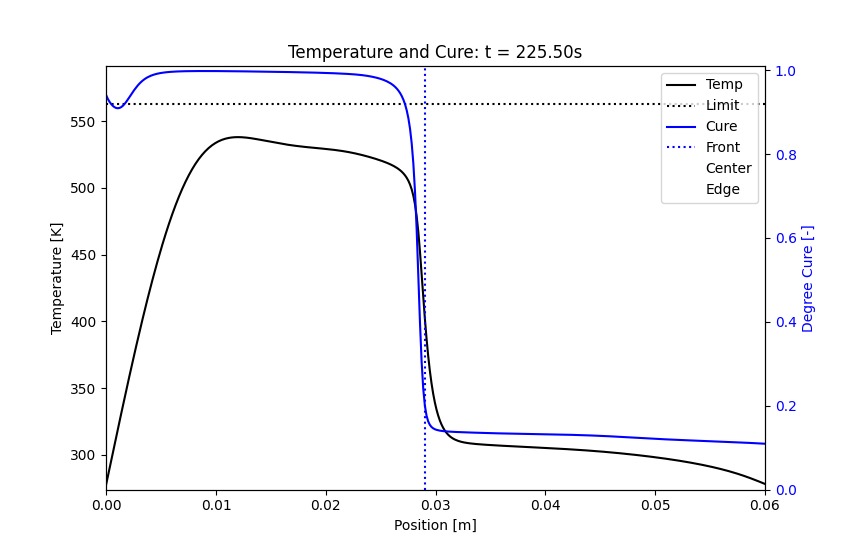 Temperature and Cure: t = 225.50s
Temp
Limit
Cure
Front
Center
Edge
Temperature [K]
550
500
450
400
350
300
Degree Cure [-]
1.0
0.8
0.6
0.4
0.2
0.0
0.00 0.01 0.02 0.03 0.04 0.05 0.06
Position [m]